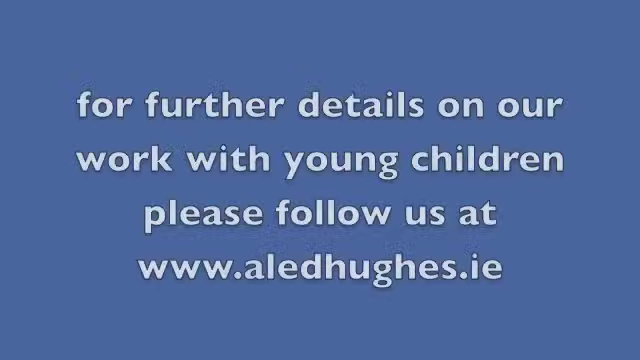 for further details on our
work with young children
please follow us at
www.aledhughes.ie